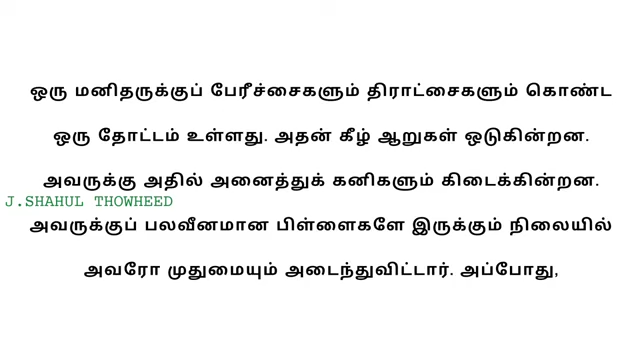 ஒரு மனிதருக்குப் பேரீச்சைகளும் திராட்சைகளும் கொண்ட
ஒரு தோட்டம் உள்ளது. அதன் கீழ் ஆறுகள் ஒடுகின்றன.
அவருக்கு அதில் அனைத்துக் கனிகளும் கிடைக்கின்றன.
J.SHAHUL THOWHEED
அவருக்குப் பலவீனமான பிள்ளைகளே இருக்கும் நிலையில்
அவரோ முதுமையும் அடைந்துவிட்டார். அப்போது,